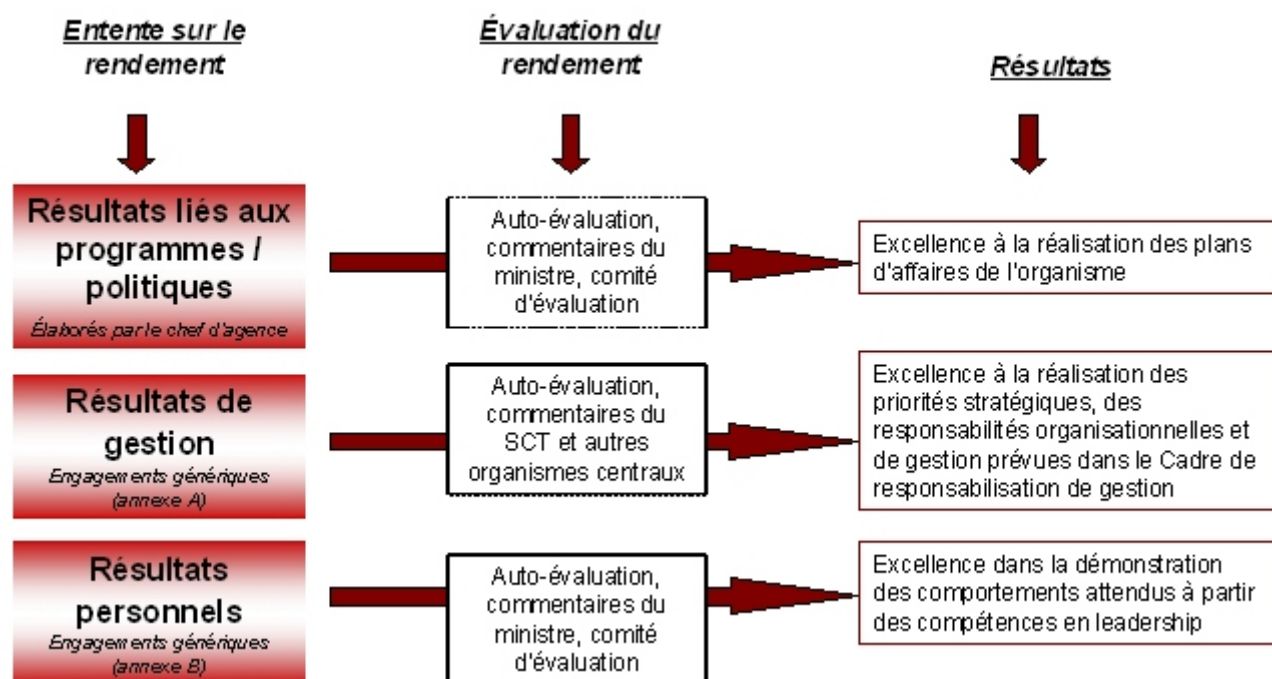 Entente sur le
rendement
Évaluation du
rendement
Résultats
Résultats liés aux
programmes /
politiques
Élaborés par le chef d'agence
Auto-évaluation,
commentaires du
ministre, comité
d'évaluation
Excellence à la réalisation des plans
d'affaires de l'organisme
Résultats de
gestion
Engagements génériques
(annexe A)
Auto-évaluation,
commentaires du
SCT et autres
organismes centraux
Excellence à la réalisation des
priorités stratégiques, des
responsabilités organisationnelles et
de gestion prévues dans le Cadre de
responsabilisation de gestion
Résultats
personnels
Engagements génériques
(annexe B)
Auto-évaluation,
commentaires du
ministre, comité
d'évaluation
Excellence dans la démonstration
des comportements attendus à partir
des compétences en leadership